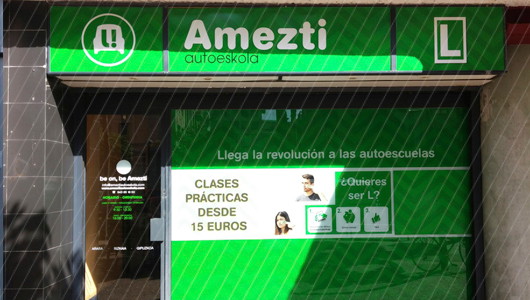 Amezti
autoeskola
L
Llega la revolución a las autoescuelas
be on, be Amezti
CLASES
PRÁCTICAS
DESDE
15 EUROS
¿Quieres
ser L?